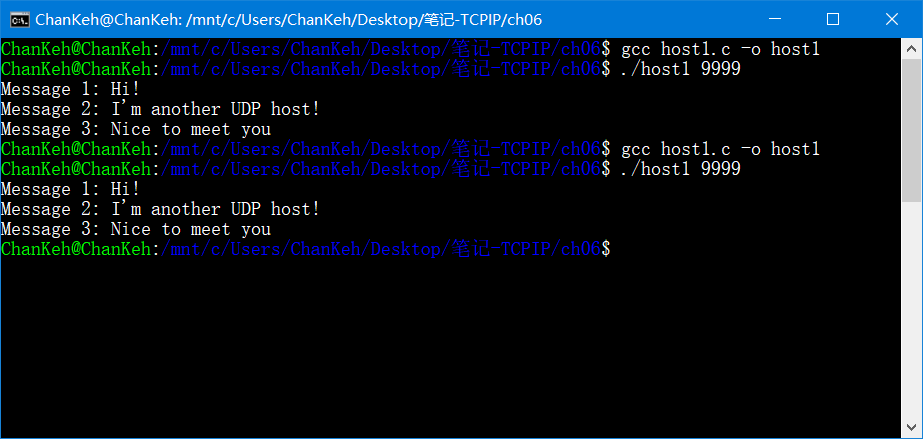 ChanKeh@ChanKeh: /mnt/c/Users/ChanKeh/Desktop/笔记-TCPIP/ch06
ChanKeh@ChanKeh:/mnt/c/Users/ChanKeh/Desktop/笔记-TCPIP/ch06$ gcc host1.c -o host1
ChanKeh@ChanKeh:/mnt/c/Users/ChanKeh/Desktop/笔记-TCPIP/ch06$ ./host1 9999
Message 1: Hi!
Message 2: I'm another UDP host!
Message 3: Nice to meet you
ChanKeh@ChanKeh:/mnt/c/Users/ChanKeh/Desktop/笔记-TCPIP/ch06$ gcc host1.c -o host1
ChanKeh@ChanKeh:/mnt/c/Users/ChanKeh/Desktop/笔记-TCPIP/ch06$ ./host1 9999
Message 1: Hi!
Message 2: I'm another UDP host!
Message 3: Nice to meet you
ChanKeh@ChanKeh:/mnt/c/Users/ChanKeh/Desktop/笔记-TCPIP/ch06$